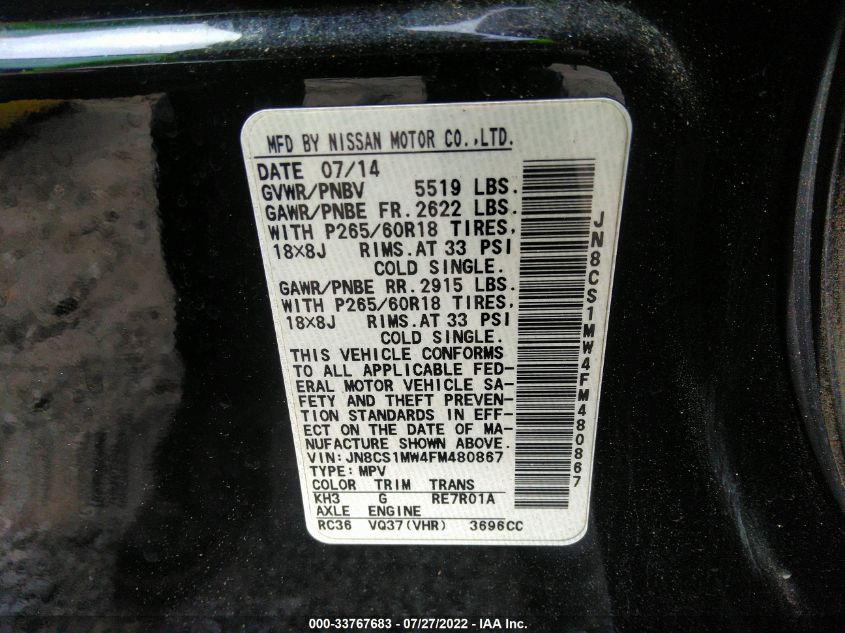 MFD BY NISSAN MOTOR CO.,LTD.
DATE 07/14
GVWR/PNBV 5519 LBS.
GAWR/PNBE FR. 2622 LBS.
WITH P265/60R18 TIRES,
18×8J RIMS.AT 33 PSI
COLD SINGLE.
GAWR/PNBE RR. 2915 LBS.
WITH P265/60R18 TIRES,
18×8J RIMS.AT 33 PSI
COLD SINGLE.
THIS VEHICLE CONFORMS
TO ALL APPLICABLE FED-
ERAL MOTOR VEHICLE SA-
FETY AND THEFT PREVEN-
TION STANDARDS IN EFF-
ECT ON THE DATE OF MA-
NUFACTURE SHOWN ABOVE.
VIN: JN8CS1MW4FM480867
TYPE: MPV
COLOR TRIM TRANS
KH3 G RE7R01A
AXLE ENGINE
RC36 VQ37(VHR) 3696CC
JN8CS1MW4FM480867
000-33767683 - 07/27/2022 - IAA Inc.